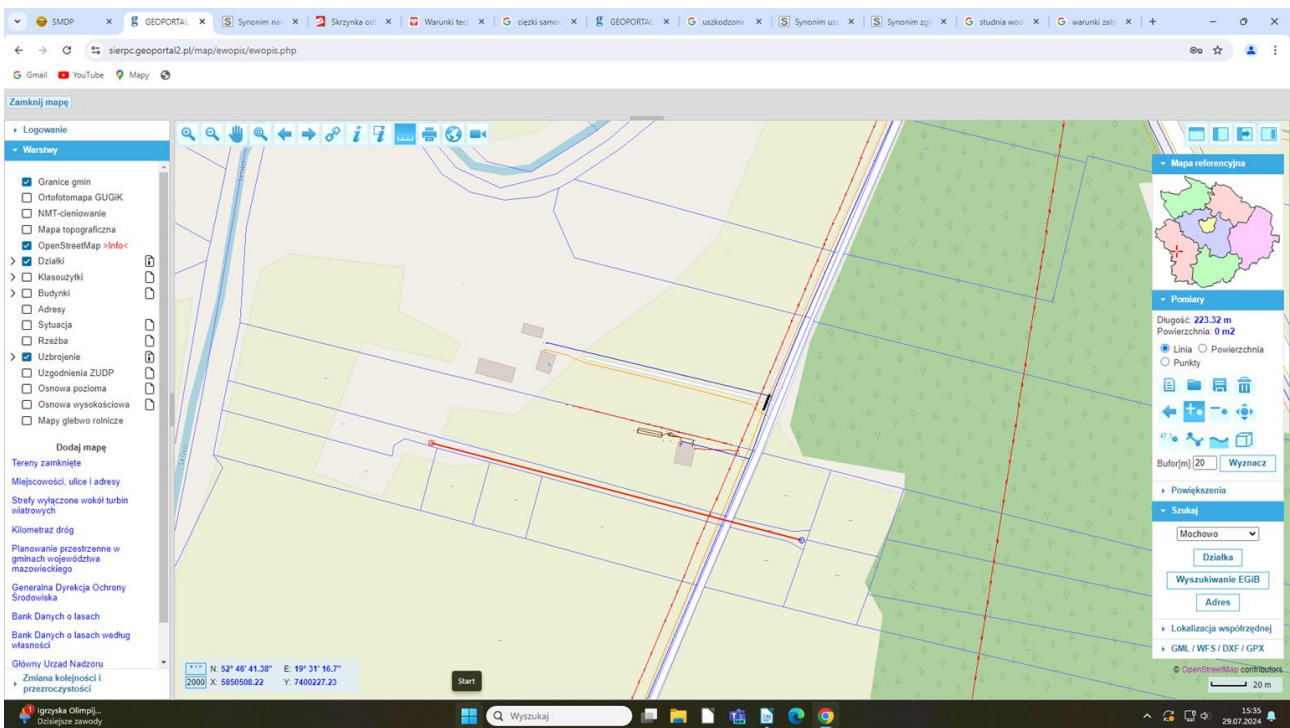 SMDP
GEOPORTAL
Synonim nar
Skrzynka od
Warunki tech
ciężki samoc
GEOPORTAL
uszkodzona
Synonim us
Synonim zg
studnia wod
warunki zab
sierpc.geoportal2.pl/map/ewopis/ewopis.php
Gmail YouTube Mapy
Zamknij mapę
Logowanie
Warstwy
Granice gmin
Ortofotomapa GUGiK
NMT-cieniowanie
Mapa topograficzna
OpenStreetMap >Info<
Działki
Klasoużytki
Budynki
Adresy
Sytuacja
Rzeźba
Uzbrojenie
Uzgodnienia ZUDP
Osnowa pozioma
Osnowa wysokościowa
Mapy glebwo rolnicze
Dodaj mapę
Tereny zamknięte
Miejscowości, ulice i adresy
Strefy wyłączone wokół turbin
wiatrowych
Kilometraż dróg
Planowanie przestrzenne w
gminach województwa
mazowieckiego
Generalna Dyrekcja Ochrony
Środowiska
Bank Danych o lasach
Bank Danych o lasach według
własności
Główny Urząd Nadzoru
Zmiana kolejności i
przezroczystości
N: 52° 46' 41.38" E: 19° 31' 16.7"
2000 X: 5850508.22 Y: 7400227.23
Start
Mapa referencyjna
Pomiary
Długość: 223.32 m
Powierzchnia: 0 m2
Linia Powierzchnia
Punkty
Bufor[m] 20 Wyznacz
Powiększenia
Szukaj
Mochowo
Działka
Wyszukiwanie EGiB
Adres
Lokalizacja współrzędnej
GML / WFS / DXF / GPX
© OpenStreetMap contributors
20 m
Igrzyska Olimpij...
Dzisiejsze zawody
Wyszukaj
15:35
29.07.2024